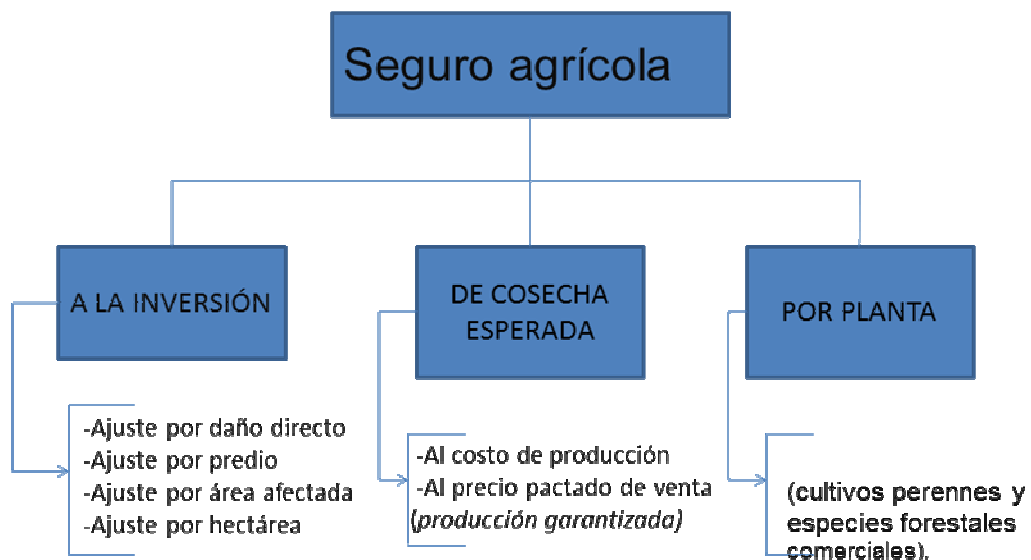 Seguro agrícola
A LA INVERSIÓN
-Ajuste por daño directo
-Ajuste por predio
-Ajuste por área afectada
-Ajuste por hectárea
DE COSECHA
ESPERADA
-Al costo de producción
-Al precio pactado de venta
(producción garantizada)
POR PLANTA
(cultivos perennes y
especies forestales
comerciales).